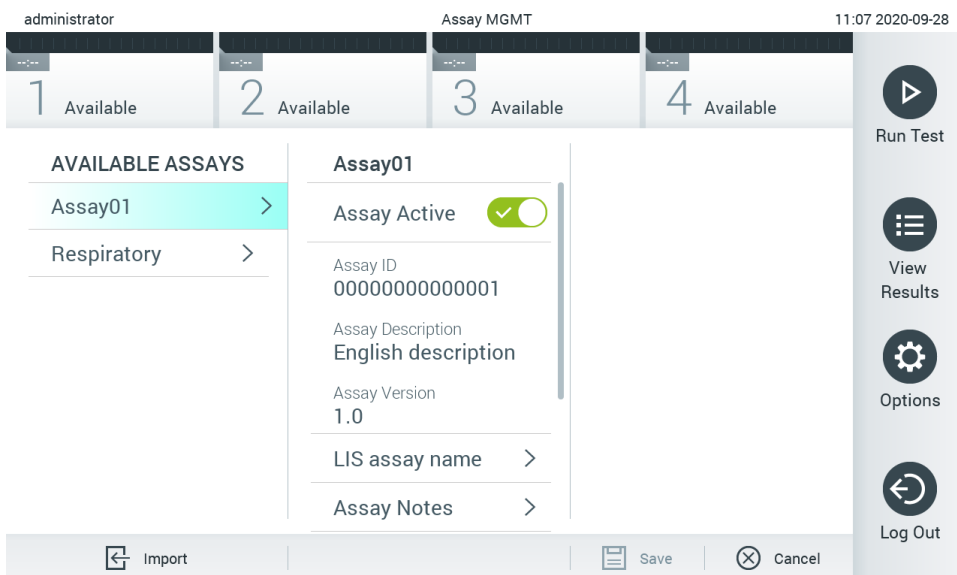 administrator
Assay MGMT
11:07 2020-09-28
--:--
1 Available
--:--
2 Available
--:--
3 Available
--:--
4 Available
Run Test
View
Results
Options
Log Out
AVAILABLE ASSAYS
Assay01
Respiratory
Assay01
Assay Active
Assay ID
00000000000001
Assay Description
English description
Assay Version
1.0
LIS assay name
Assay Notes
Import
Save
Cancel